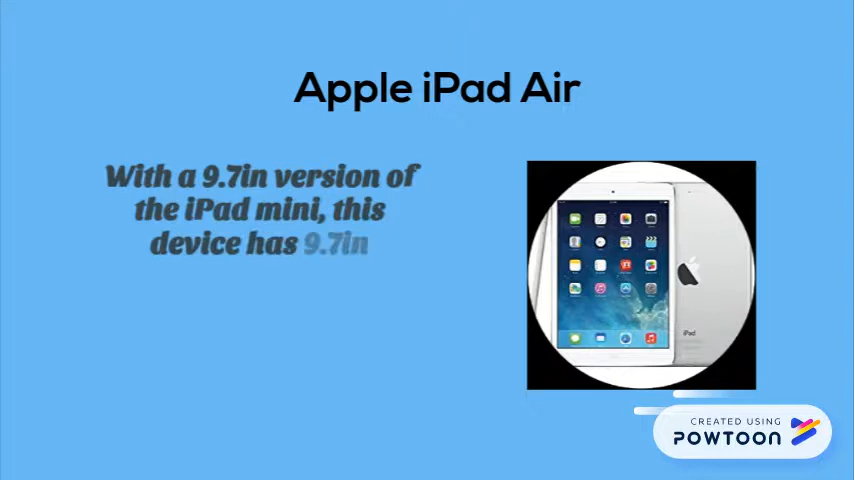 Apple iPad Air
With a 9.7in version of
the iPad mini, this
device has 9.7in
iPad
CREATED USING
POWTOON